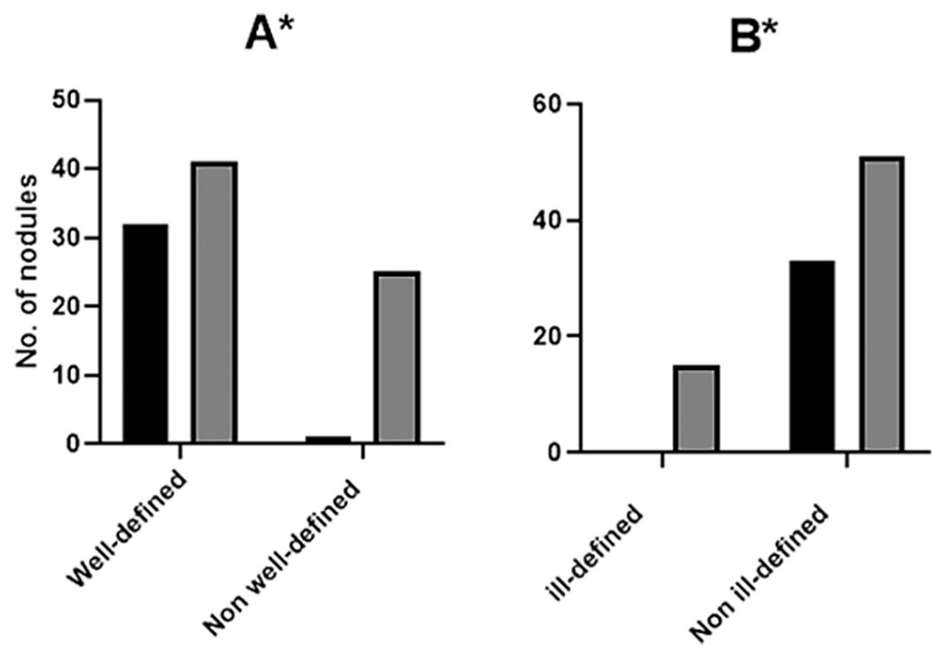 A*
B*
No. of nodules
50
40
30
20
10
0
Well-defined
Non well-defined
60
40
20
0
ill-defined
Non ill-defined